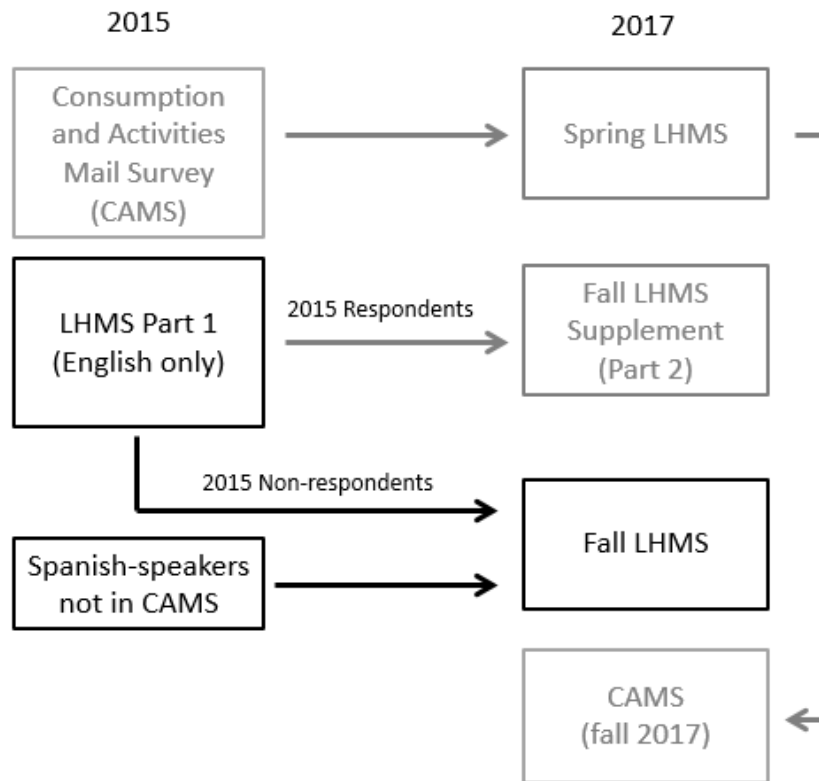 2015
2017
Consumption
and Activities
Mail Survey
(CAMS)
Spring LHMS
LHMS Part 1
(English only)
2015 Respondents
Fall LHMS
Supplement
(Part 2)
2015 Non-respondents
Fall LHMS
Spanish-speakers
not in CAMS
CAMS
(fall 2017)